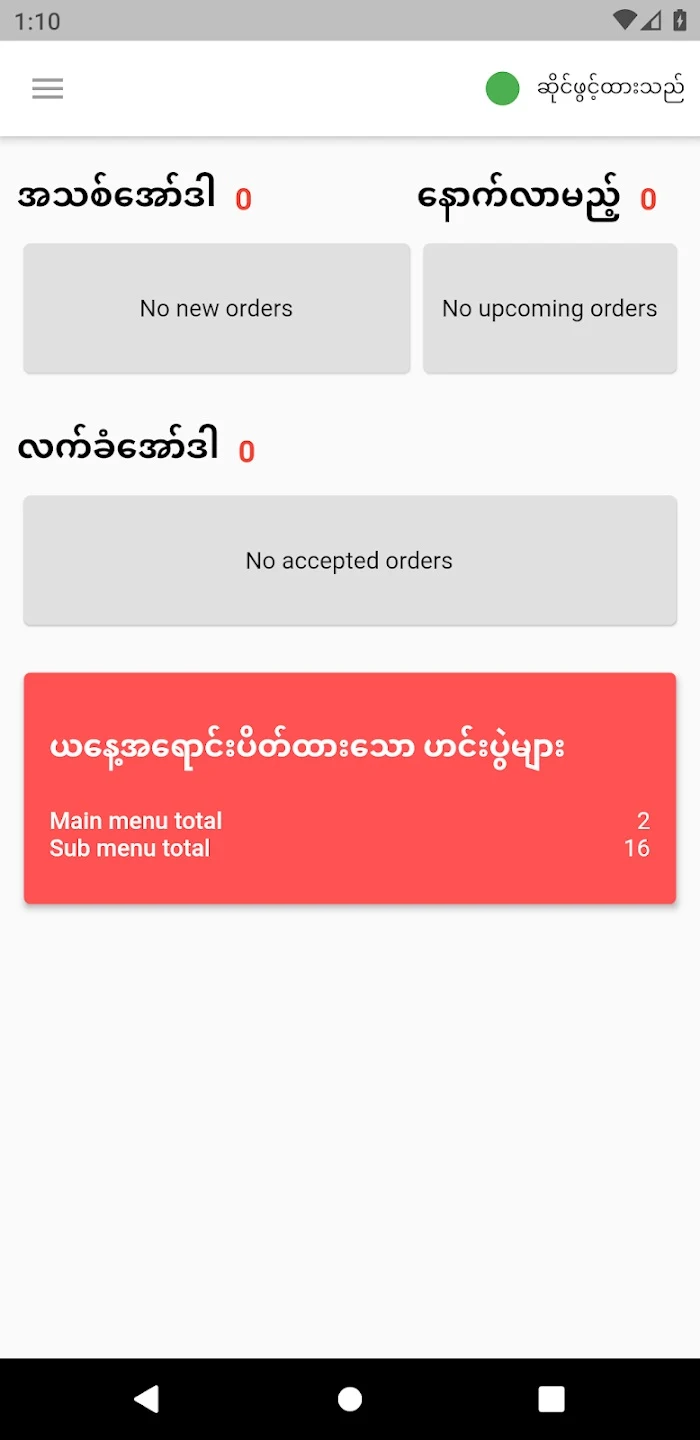 1:10
ဆိုင်ဖွင့်ထားသည်
အသစ်အော်ဒါ 0
နောက်လာမည့် 0
No new orders
No upcoming orders
လက်ခံအော်ဒါ 0
No accepted orders
ယနေ့အရောင်းပိတ်ထားသော ဟင်းပွဲများ
Main menu total 2
Sub menu total 16